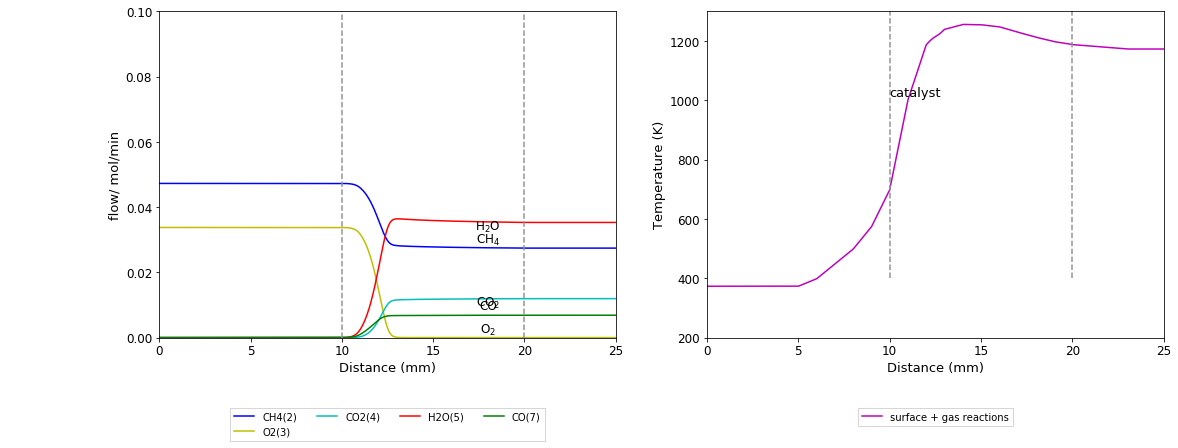 0.10
0.08
0.06
0.04
0.02
0.00
flow/ mol/min
H₂O
CH₄
CO₂
CO
O₂
0 5 10 15 20 25
Distance (mm)
CH4(2) CO2(4) H2O(5) CO(7)
O2(3)
1200
1000
800
600
400
200
Temperature (K)
catalyst
0 5 10 15 20 25
Distance (mm)
surface + gas reactions